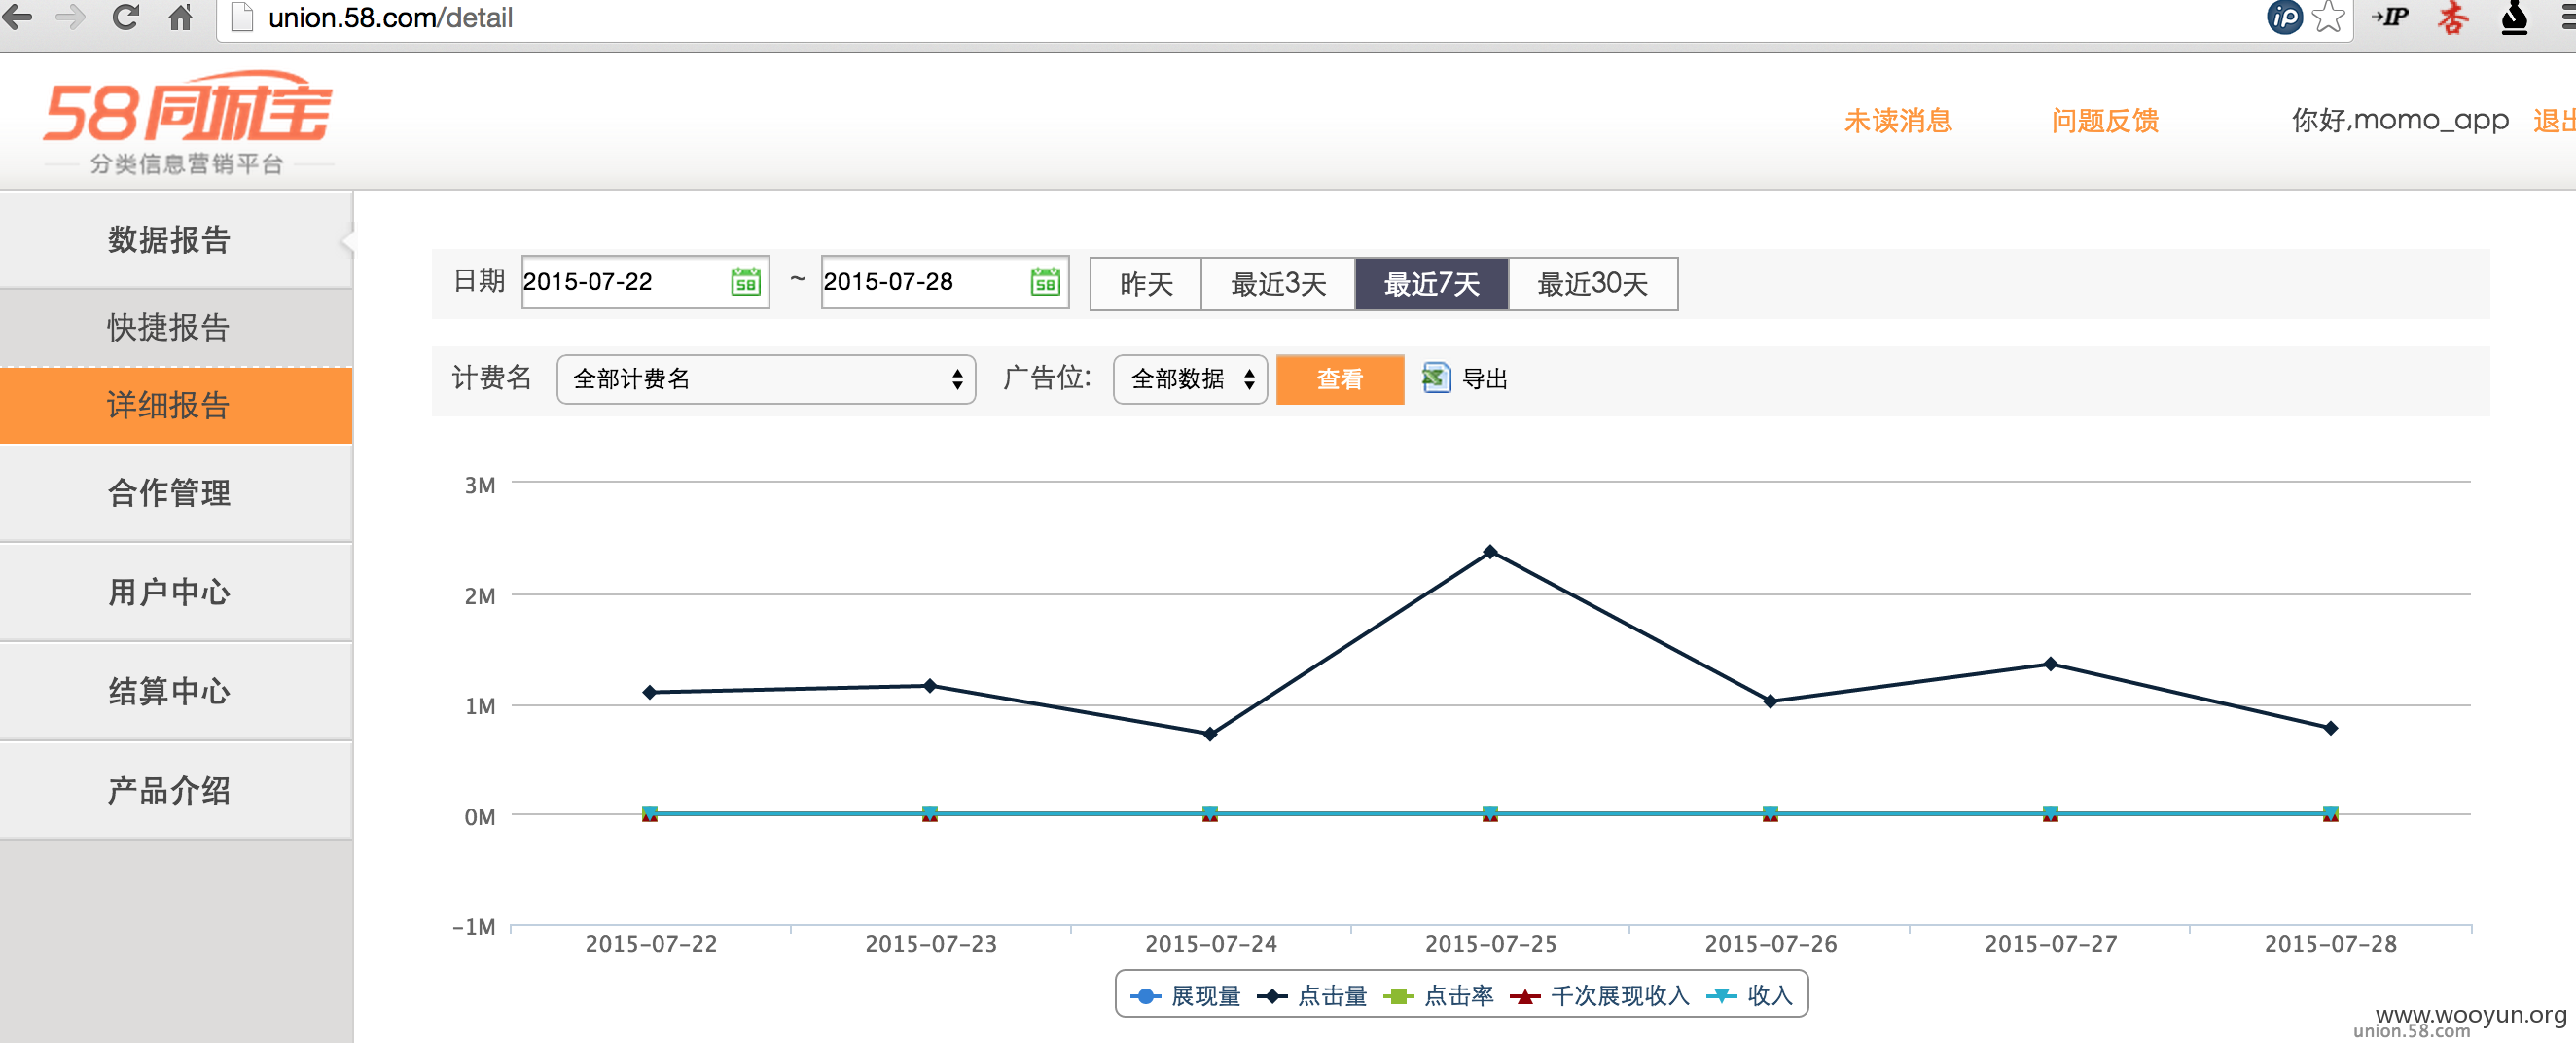 union.58.com/detail
58同城宝
分类信息营销平台
未读消息 问题反馈 你好,momo_app 退出
数据报告
快捷报告
详细报告
合作管理
用户中心
结算中心
产品介绍
日期 2015-07-22 ~ 2015-07-28 昨天 最近3天 最近7天 最近30天
计费名 全部计费名 广告位: 全部数据 查看 导出
3M
2M
1M
0M
-1M
2015-07-22 2015-07-23 2015-07-24 2015-07-25 2015-07-26 2015-07-27 2015-07-28
展现量 点击量 点击率 千次展现收入 收入
www.wooyun.org
union.58.com